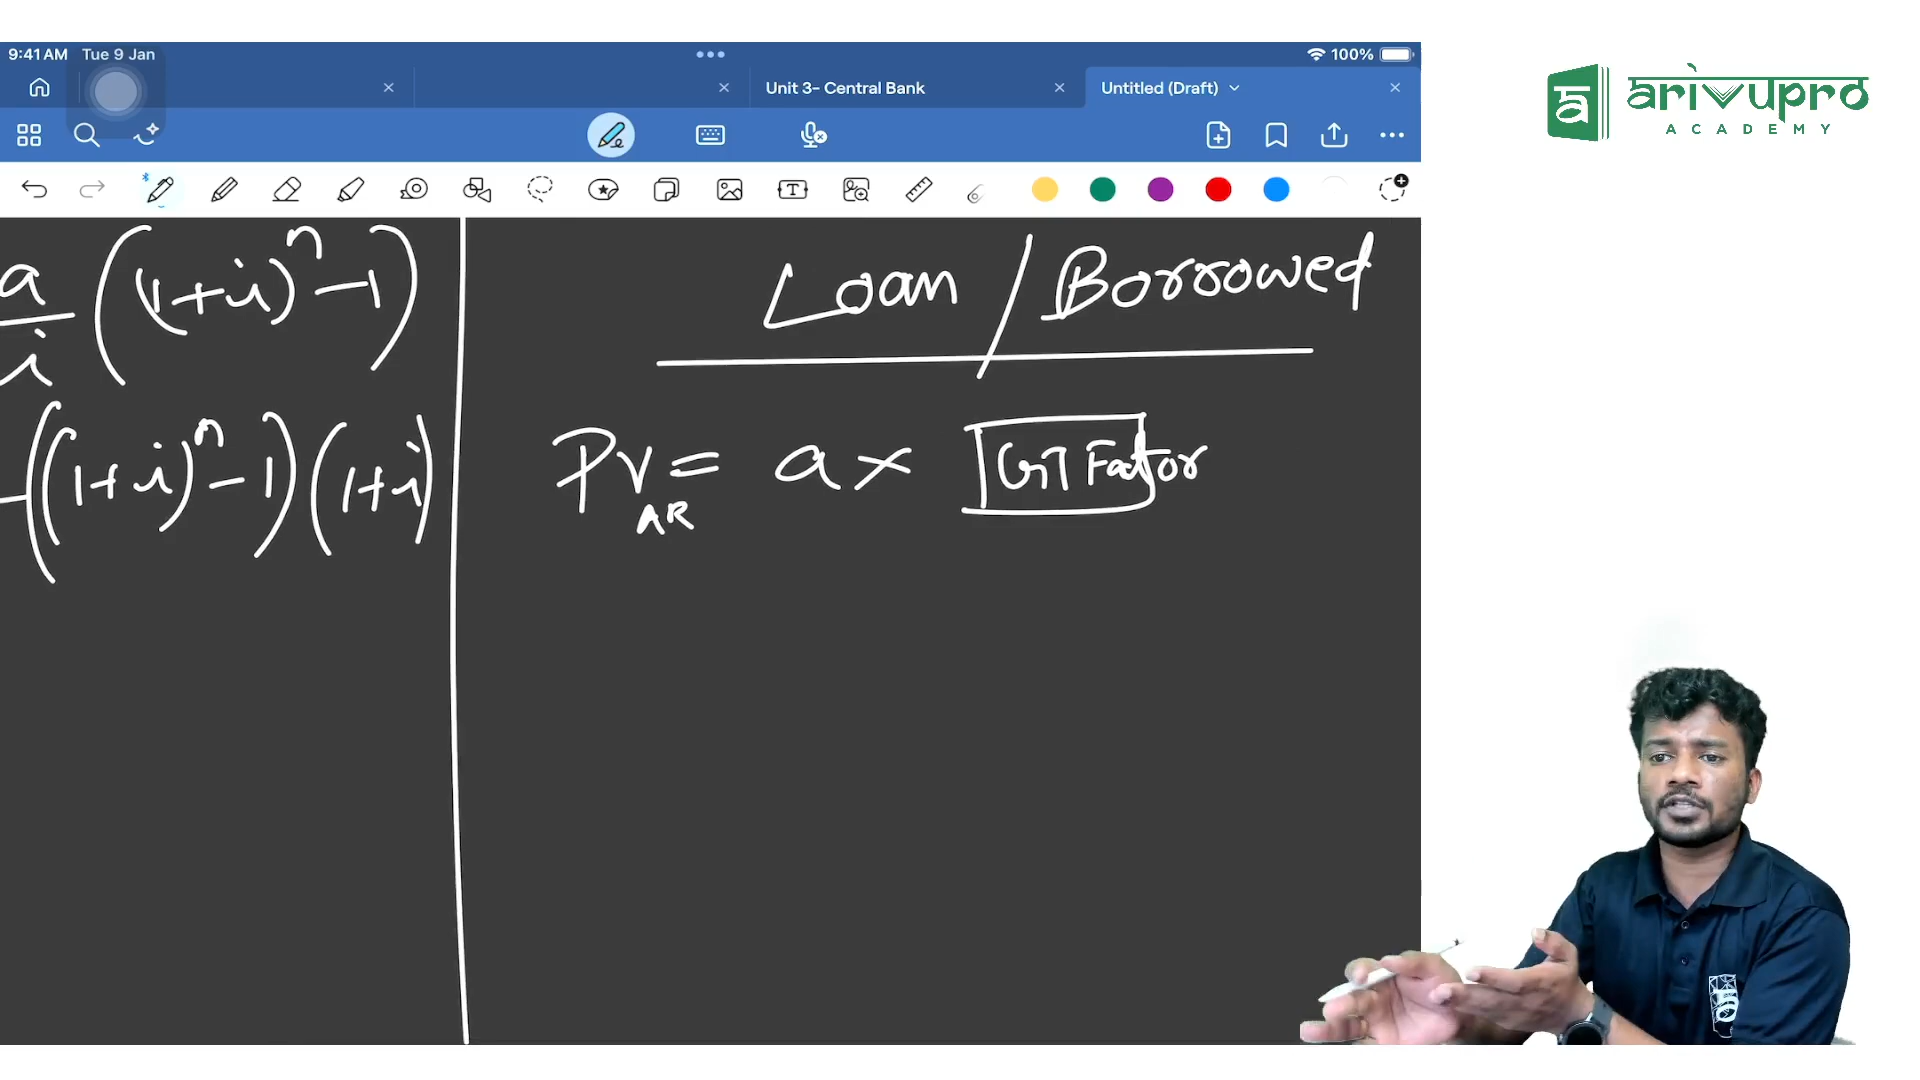 9:41 AM Tue 9 Jan
100%
Unit 3- Central Bank
Untitled (Draft)
arivupro
ACADEMY
a/i ((1+i)^n -1)
((1+i)^n -1)(1+i)
Loan / Borrowed
PV_AR = a × GT Factor